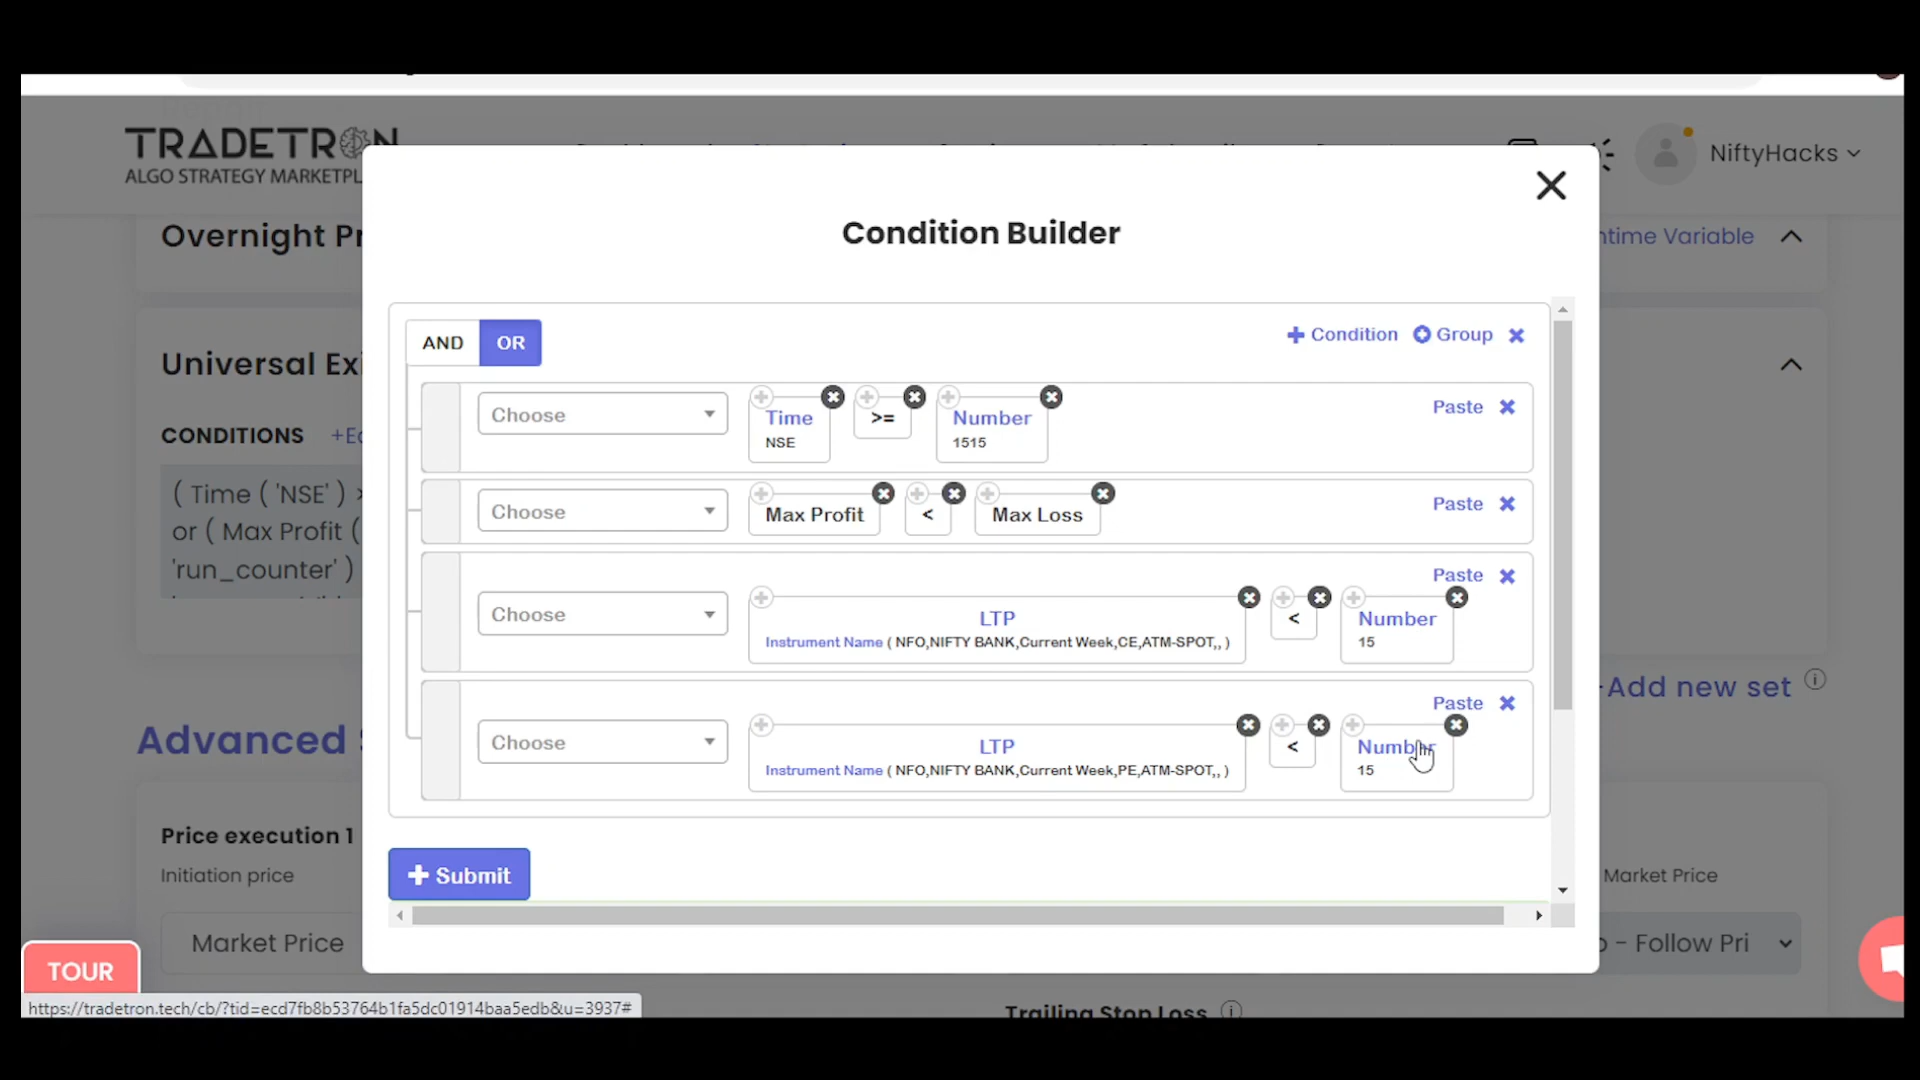 TRADETRON
NiftyHacks
Condition Builder
Overnight Pr
ntime Variable
AND OR
+ Condition
Group
Choose
Time
NSE
>=
Number
1515
Paste
Universal Exi
CONDITIONS
( Time ( 'NSE' )
or ( Max Profit (
'run_counter' )
Choose
Max Profit
<
Max Loss
Paste
Choose
LTP
Instrument Name ( NFO,NIFTY BANK,Current Week,CE,ATM-SPOT,, )
<
Number
15
Paste
Choose
LTP
Instrument Name ( NFO,NIFTY BANK,Current Week,PE,ATM-SPOT,, )
<
Number
15
Paste
Add new set
Advanced
+ Submit
Price execution 1
Initiation price
Market Price
Market Price
- Follow Pri
TOUR
https://tradetron.tech/cb/?tid=ecd7fb8b53764b1fa5dc01914baa5edb&u=3937#
Trailing Stop Loss